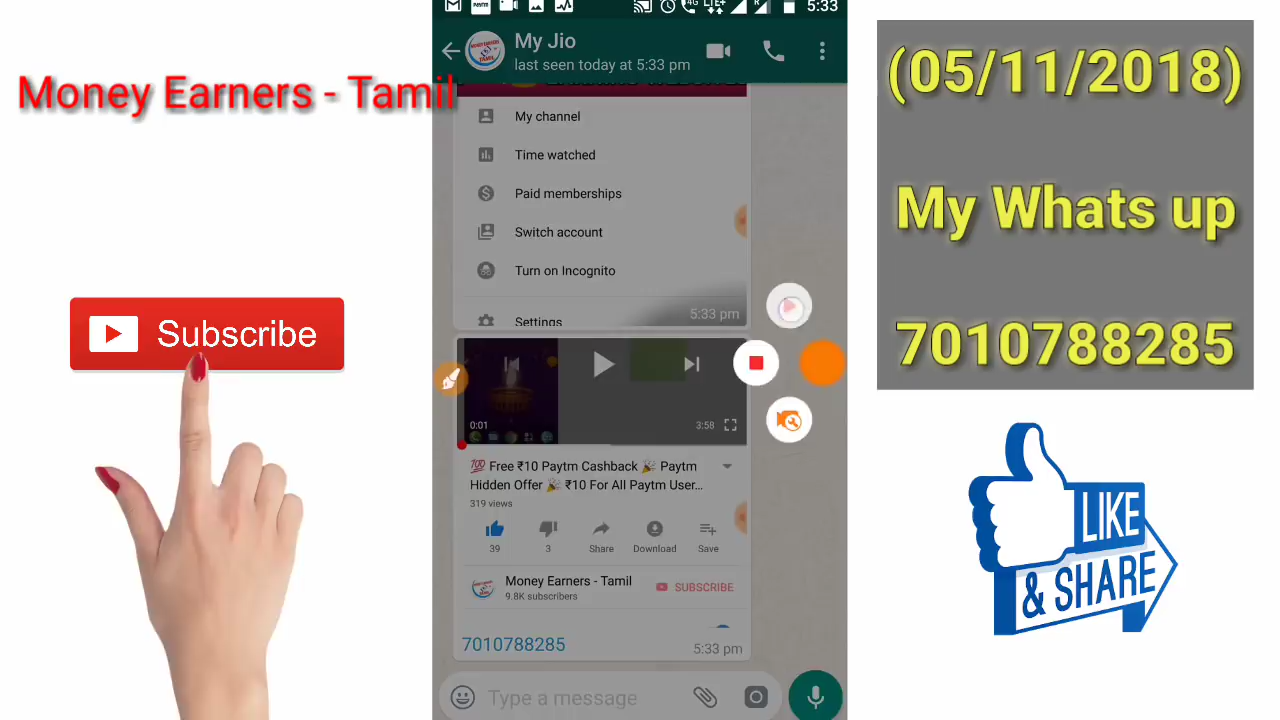 5:33
My Jio
last seen today at 5:33 pm
Money Earners - Tamil
(05/11/2018)
My Whats up
7010788285
My channel
Time watched
Paid memberships
Switch account
Turn on Incognito
Settings
5:33 pm
Subscribe
0:01
3:58
💯 Free ₹10 Paytm Cashback 🎉 Paytm
Hidden Offer 🎉 ₹10 For All Paytm User...
319 views
39
3
Share
Download
Save
Money Earners - Tamil
9.8K subscribers
SUBSCRIBE
7010788285
5:33 pm
Type a message
LIKE
& SHARE